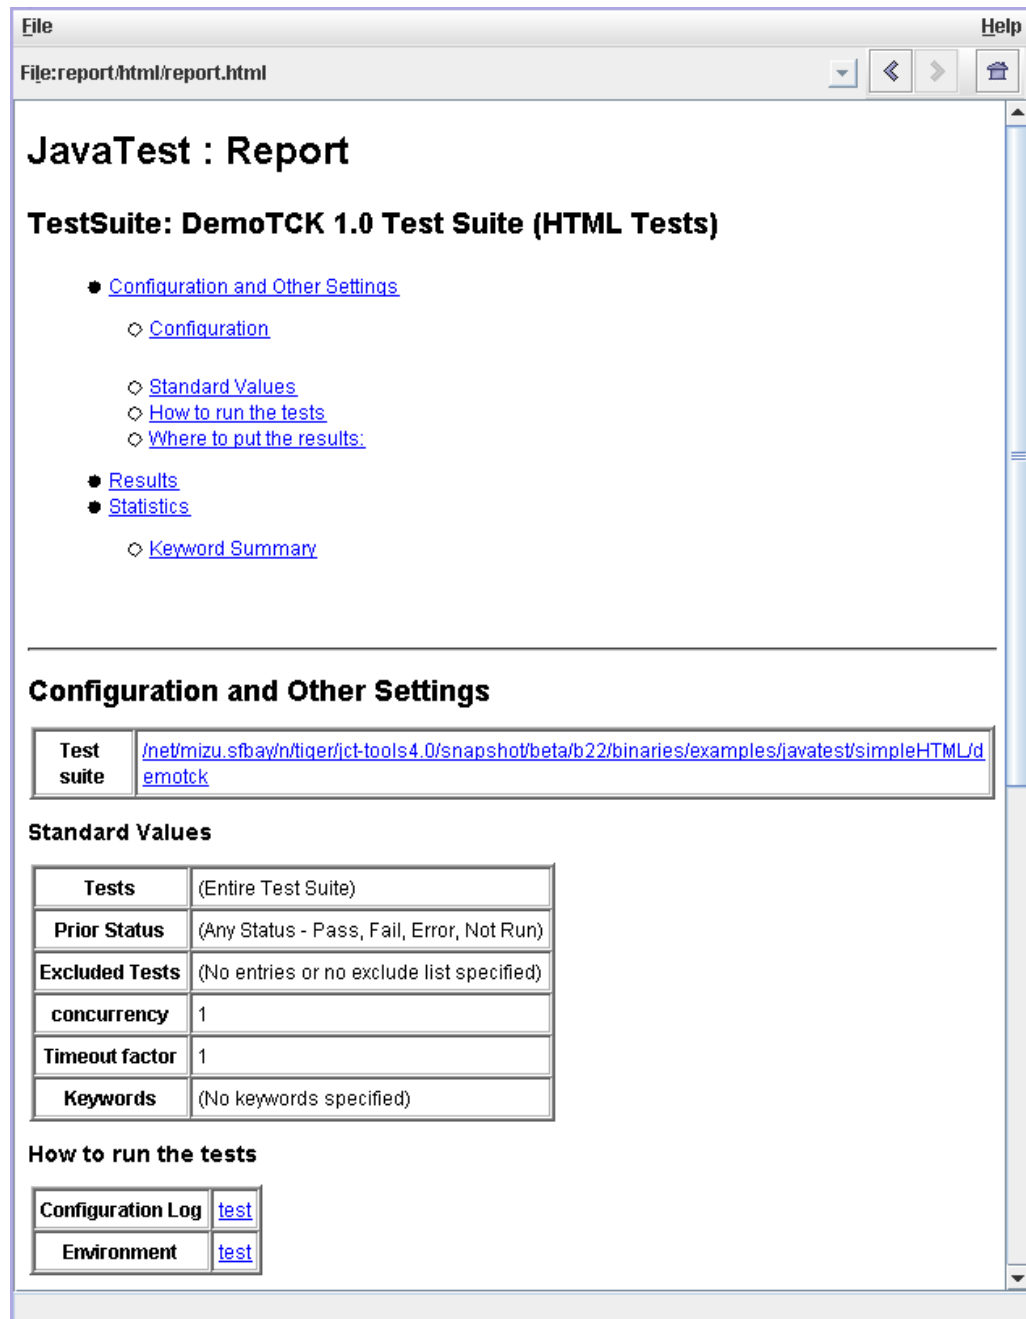 File Help
File:report/html/report.html
JavaTest : Report
TestSuite: DemoTCK 1.0 Test Suite (HTML Tests)
Configuration and Other Settings
Configuration
Standard Values
How to run the tests
Where to put the results:
Results
Statistics
Keyword Summary
Configuration and Other Settings
Test suite
/net/mizu.sfbay/n/tiger/jct-tools4.0/snapshot/beta/b22/binaries/examples/javatest/simpleHTML/d
emotck
Standard Values
Tests (Entire Test Suite)
Prior Status (Any Status - Pass, Fail, Error, Not Run)
Excluded Tests (No entries or no exclude list specified)
concurrency 1
Timeout factor 1
Keywords (No keywords specified)
How to run the tests
Configuration Log test
Environment test